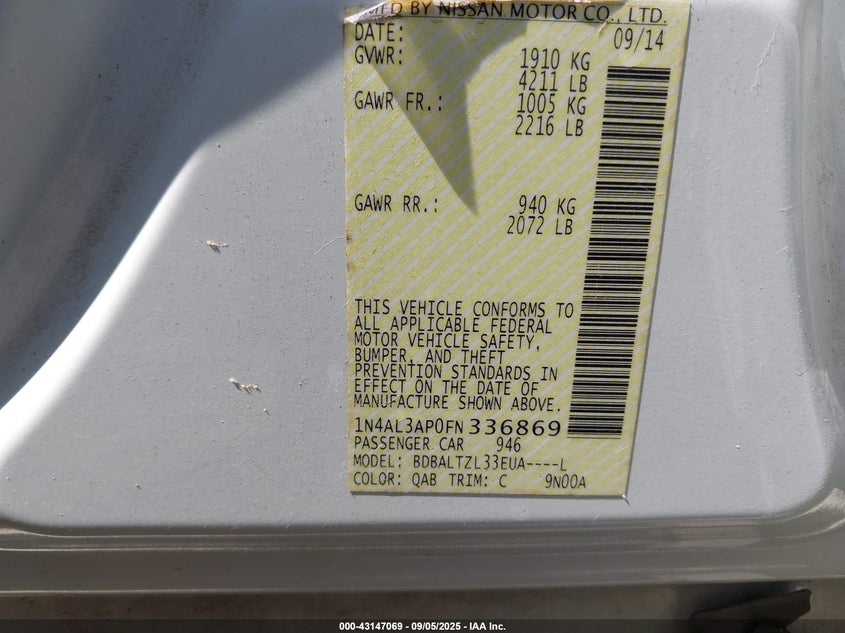 MFD BY NISSAN MOTOR CO., LTD.
DATE: 09/14
GVWR: 1910 KG
4211 LB
GAWR FR.: 1005 KG
2216 LB
GAWR RR.: 940 KG
2072 LB
THIS VEHICLE CONFORMS TO
ALL APPLICABLE FEDERAL
MOTOR VEHICLE SAFETY,
BUMPER, AND THEFT
PREVENTION STANDARDS IN
EFFECT ON THE DATE OF
MANUFACTURE SHOWN ABOVE.
1N4AL3AP0FN336869
PASSENGER CAR 946
MODEL: BDBALTZL33EUA----L
COLOR: QAB TRIM: C 9N00A
000-43147069 - 09/05/2025 - IAA Inc.